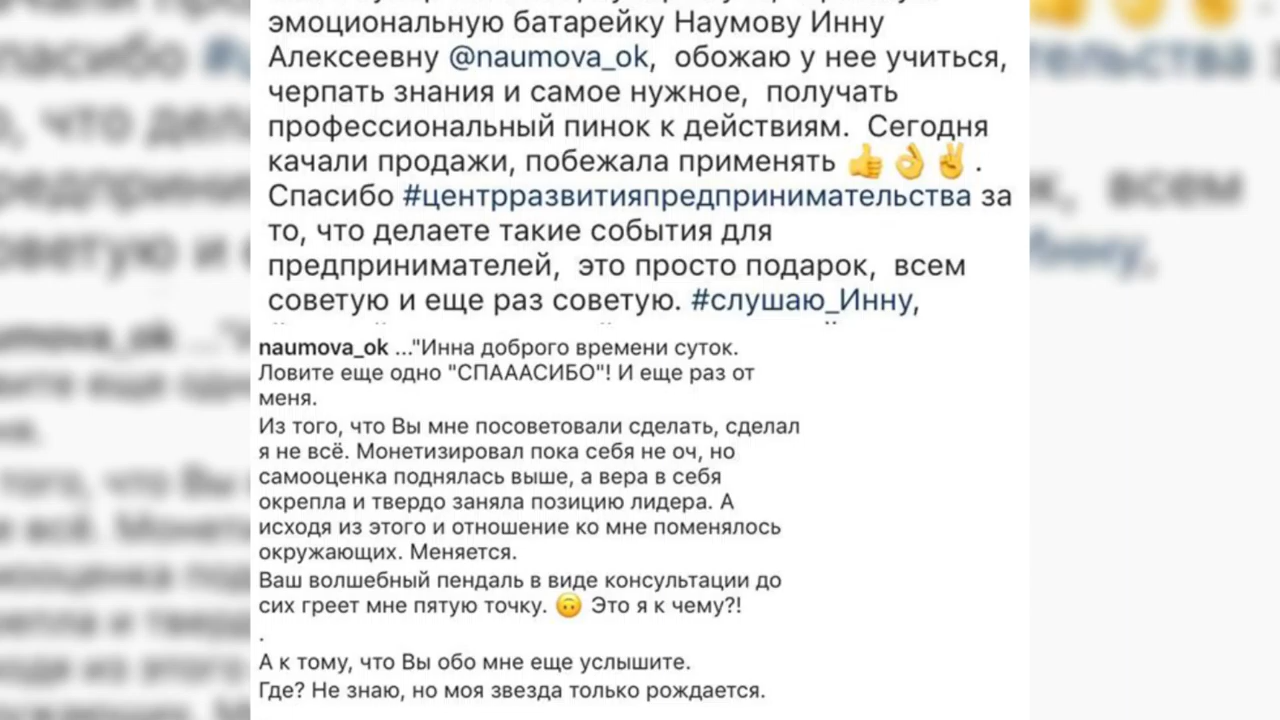 эмоциональную батарейку Наумову Инну
Алексеевну @naumova_ok, обожаю у нее учиться,
черпать знания и самое нужное, получать
профессиональный пинок к действиям. Сегодня
качали продажи, побежала применять 👍👌✌️.
Спасибо #центрразвитияпредпринимательства за
то, что делаете такие события для
предпринимателей, это просто подарок, всем
советую и еще раз советую. #слушаю_Инну,
naumova_ok ..."Инна доброго времени суток.
Ловите еще одно "СПАААСИБО"! И еще раз от
меня.
Из того, что Вы мне посоветовали сделать, сделал
я не всё. Монетизировал пока себя не оч, но
самооценка поднялась выше, а вера в себя
окрепла и твердо заняла позицию лидера. А
исходя из этого и отношение ко мне поменялось
окружающих. Меняется.
Ваш волшебный пендаль в виде консультации до
сих греет мне пятую точку. 🙃 Это я к чему?!
.
А к тому, что Вы обо мне еще услышите.
Где? Не знаю, но моя звезда только рождается.